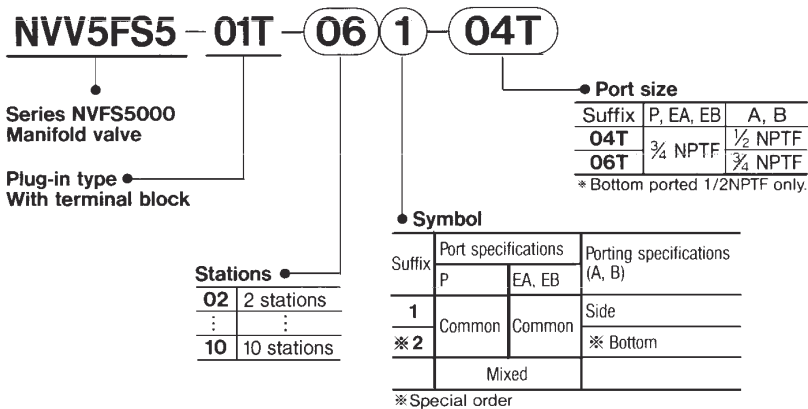 NVV5FS5 - 01T - 06 1 - 04T
Series NVFS5000
Manifold valve
Plug-in type
With terminal block
Port size
Suffix P, EA, EB A, B
04T ¾ NPTF ½ NPTF
06T ¾ NPTF
* Bottom ported 1/2NPTF only.
Stations
02 2 stations
⋮ ⋮
10 10 stations
Symbol
Suffix Port specifications Porting specifications
P EA, EB (A, B)
1 Common Common Side
※2 ※ Bottom
Mixed
※Special order